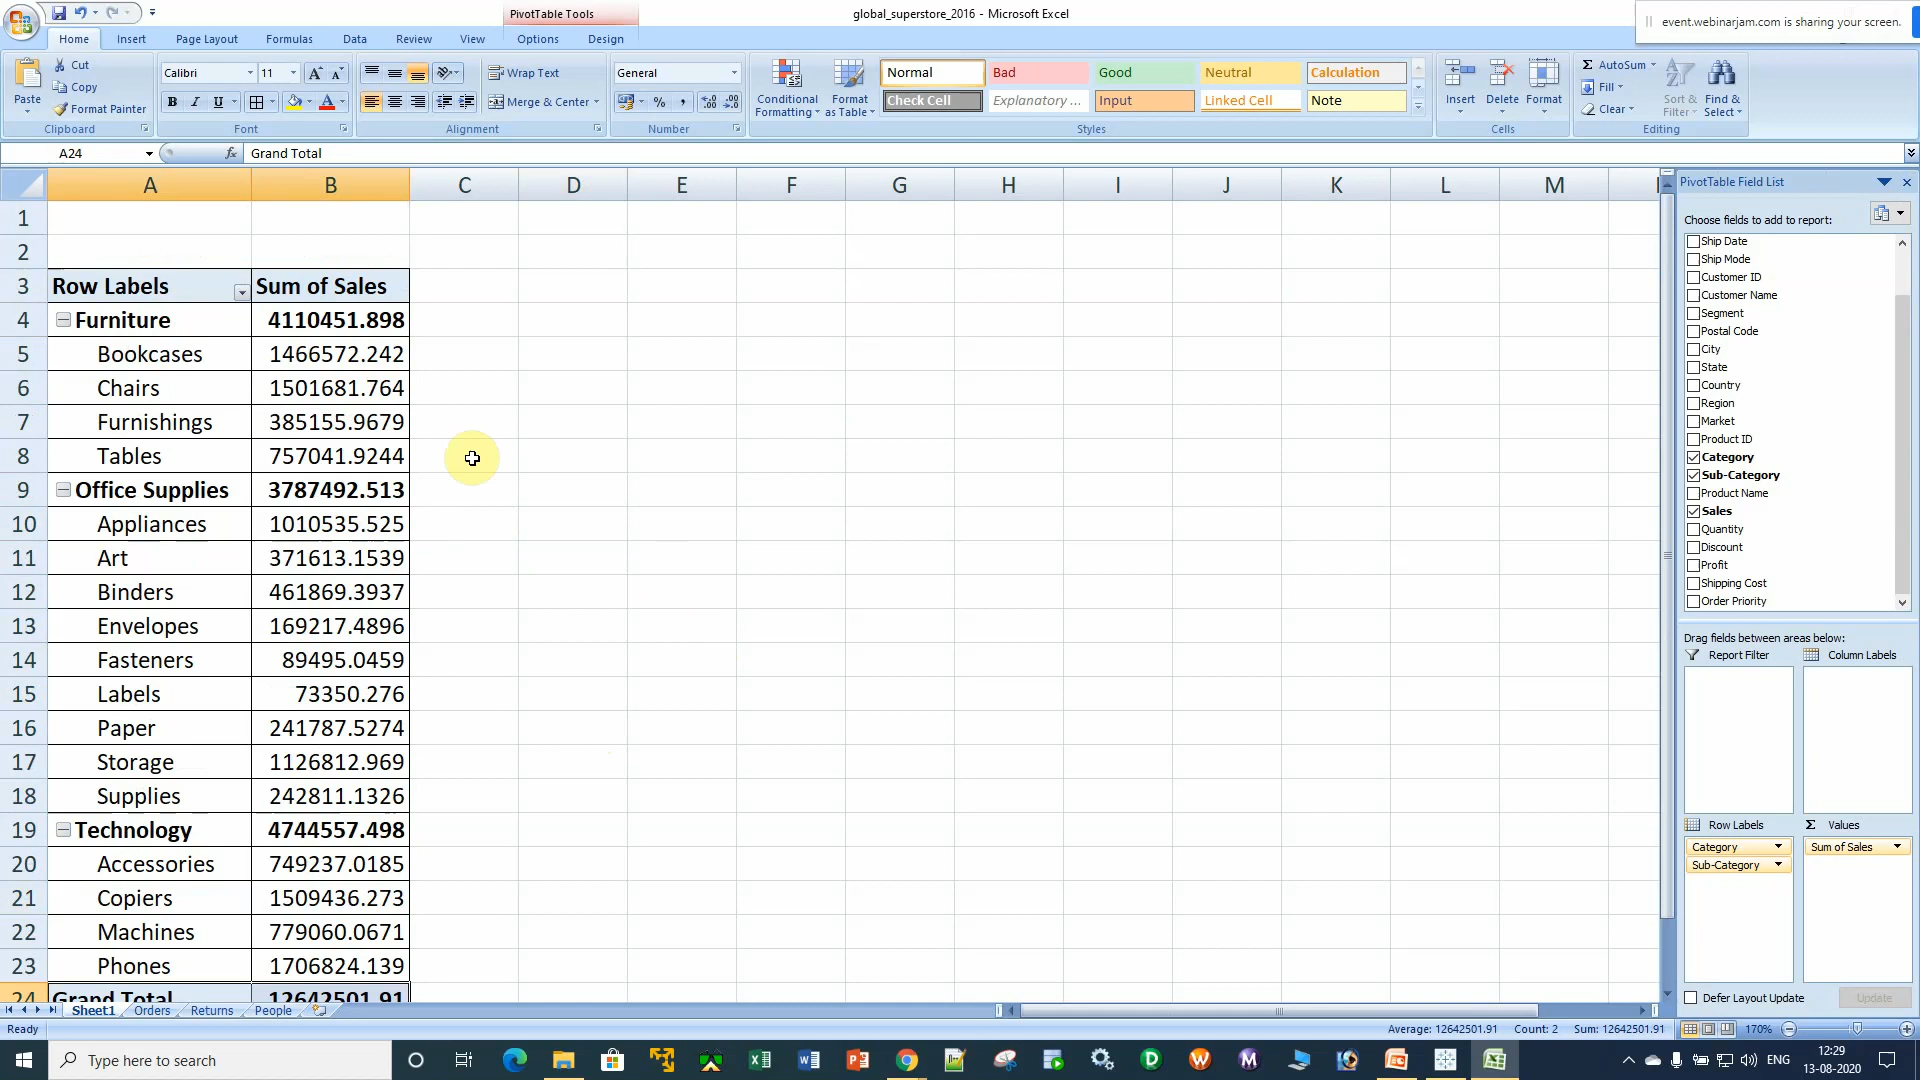 PivotTable Tools
global_superstore_2016 - Microsoft Excel
event.webinarjam.com is sharing your screen.
Home Insert Page Layout Formulas Data Review View Options Design
Paste
Cut
Copy
Format Painter
Clipboard
Calibri 11
B I U
Font
Wrap Text
Merge & Center
Alignment
General
%
Number
Conditional Formatting
Format as Table
Normal Bad Good Neutral Calculation
Check Cell Explanatory ... Input Linked Cell Note
Styles
Insert Delete Format
Cells
Σ AutoSum
Fill
Clear
Sort & Filter
Find & Select
Editing
A24 fx Grand Total
A B C D E F G H I J K L M
1
2
3 Row Labels Sum of Sales
4 Furniture 4110451.898
5 Bookcases 1466572.242
6 Chairs 1501681.764
7 Furnishings 385155.9679
8 Tables 757041.9244
9 Office Supplies 3787492.513
10 Appliances 1010535.525
11 Art 371613.1539
12 Binders 461869.3937
13 Envelopes 169217.4896
14 Fasteners 89495.0459
15 Labels 73350.276
16 Paper 241787.5274
17 Storage 1126812.969
18 Supplies 242811.1326
19 Technology 4744557.498
20 Accessories 749237.0185
21 Copiers 1509436.273
22 Machines 779060.0671
23 Phones 1706824.139
24 Grand Total 12642501.91
PivotTable Field List
Choose fields to add to report:
Ship Date
Ship Mode
Customer ID
Customer Name
Segment
Postal Code
City
State
Country
Region
Market
Product ID
Category
Sub-Category
Product Name
Sales
Quantity
Discount
Profit
Shipping Cost
Order Priority
Drag fields between areas below:
Report Filter Column Labels
Row Labels Σ Values
Category Sum of Sales
Sub-Category
Defer Layout Update Update
Sheet1 Orders Returns People
Ready Average: 12642501.91 Count: 2 Sum: 12642501.91 170%
Type here to search
ENG
12:29
13-08-2020